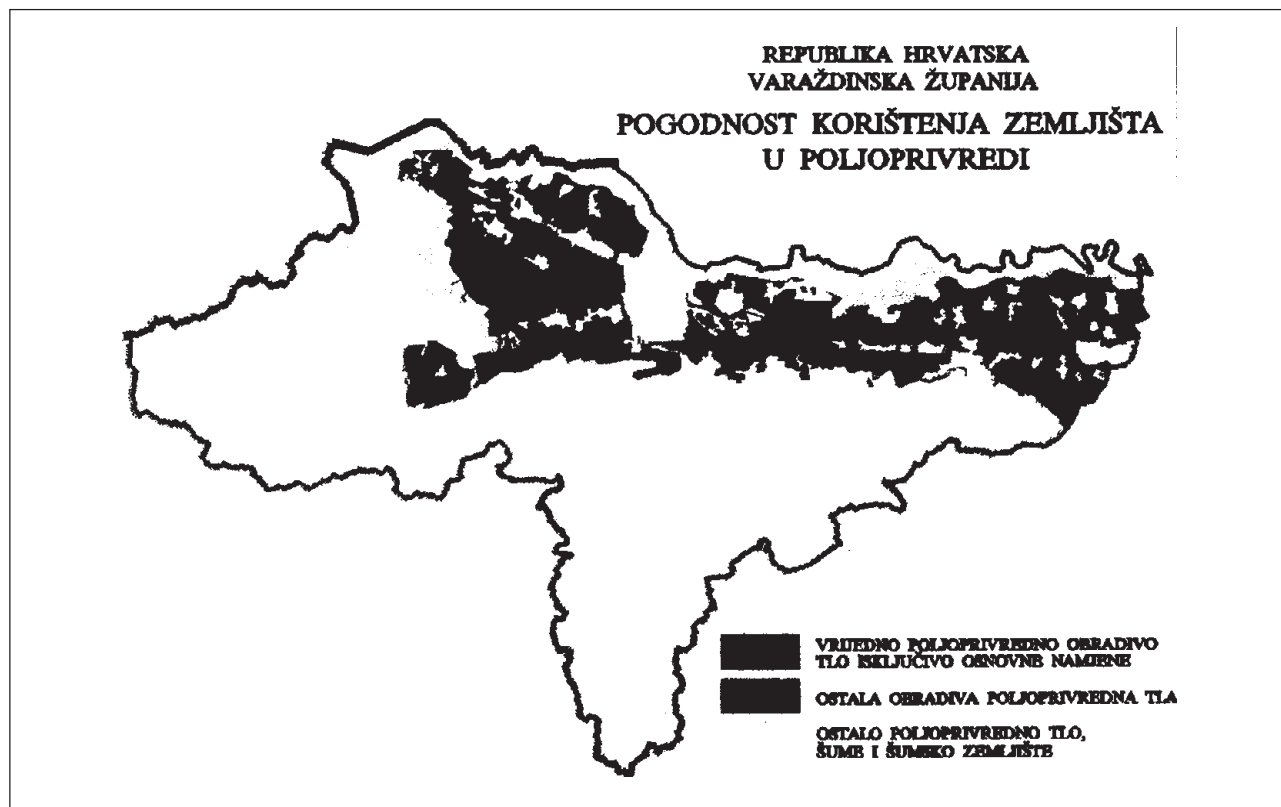 REPUBLIKA HRVATSKA
VARAŽDINSKA ŽUPANIJA
POGODNOST KORIŠTENJA ZEMLJIŠTA
U POLJOPRIVREDI
VRIJEDNO POLJOPRIVREDNO OBRADIVO
TLO ISKLJUČIVO OSNOVNE NAMJENE
OSTALA OBRADIVA POLJOPRIVREDNA TLA
OSTALO POLJOPRIVREDNO TLO,
ŠUME I ŠUMSKO ZEMLJIŠTE